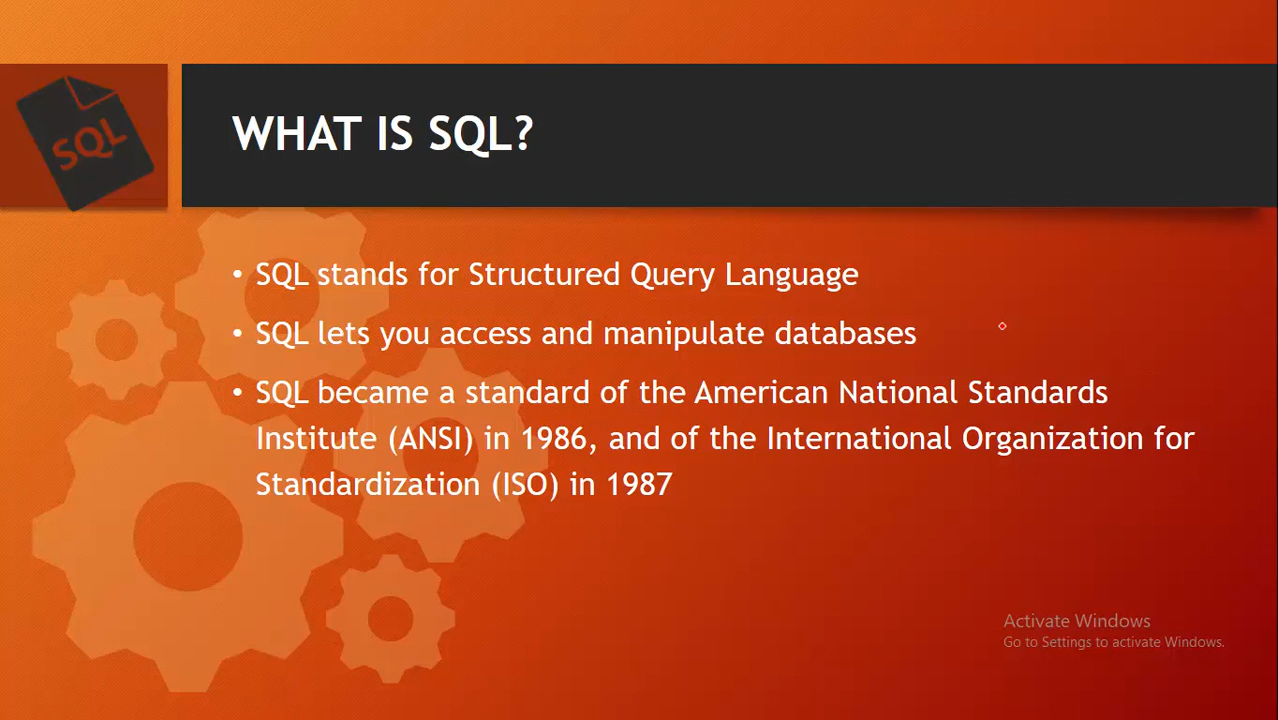 SQL
WHAT IS SQL?
• SQL stands for Structured Query Language
• SQL lets you access and manipulate databases
• SQL became a standard of the American National Standards
Institute (ANSI) in 1986, and of the International Organization for
Standardization (ISO) in 1987
Activate Windows
Go to Settings to activate Windows.